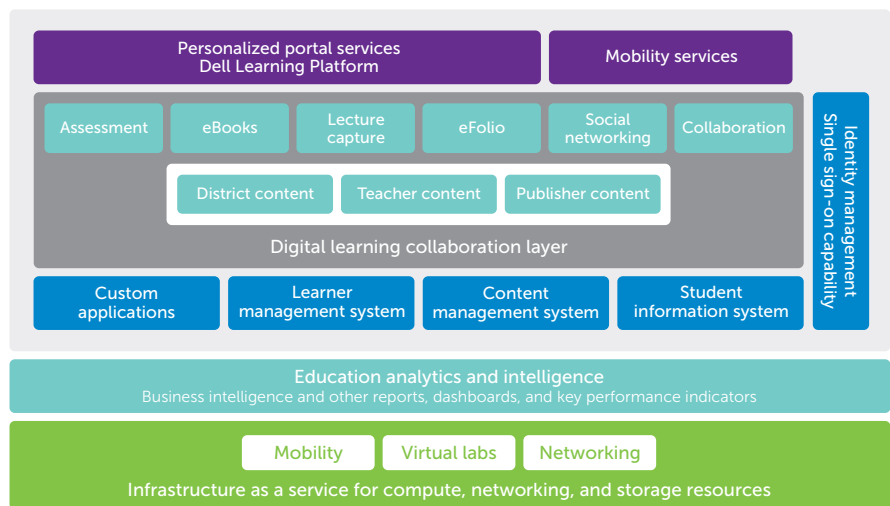 Personalized portal services
Dell Learning Platform
Mobility services
Assessment
eBooks
Lecture
capture
eFolio
Social
networking
Collaboration
District content
Teacher content
Publisher content
Digital learning collaboration layer
Identity management
Single sign-on capability
Custom
applications
Learner
management system
Content
management system
Student
information system
Education analytics and intelligence
Business intelligence and other reports, dashboards, and key performance indicators
Mobility
Virtual labs
Networking
Infrastructure as a service for compute, networking, and storage resources